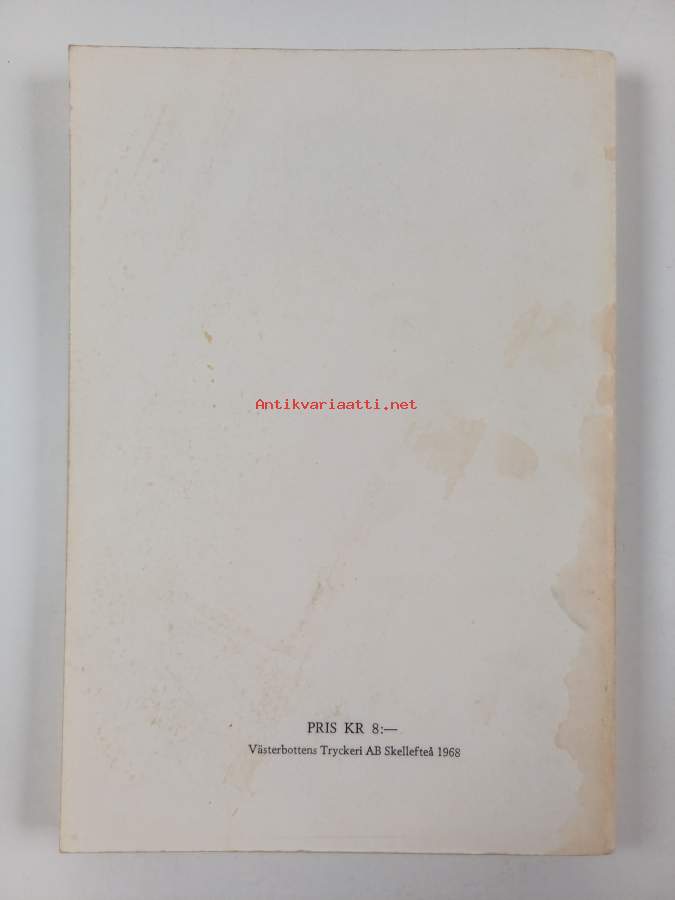 Antikvariaatti.net
PRIS KR 8:—
Västerbottens Tryckeri AB Skellefteå 1968